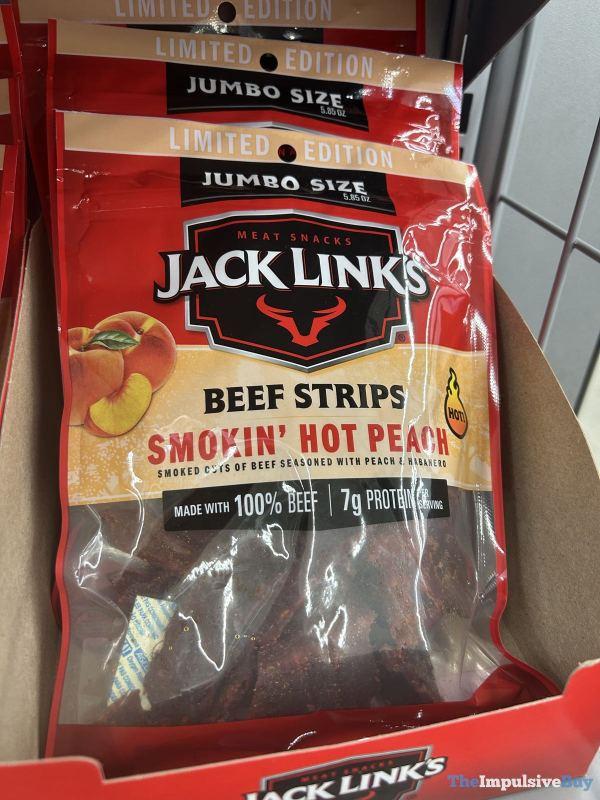 LIMITED EDITION
LIMITED EDITION
JUMBO SIZE
5.85 OZ
LIMITED EDITION
JUMBO SIZE
5.85 OZ
MEAT SNACKS
JACK LINK'S
BEEF STRIPS
HOT!
SMOKIN' HOT PEACH
SMOKED CUTS OF BEEF SEASONED WITH PEACH & HABANERO
MADE WITH 100% BEEF | 7g PROTEIN PER SERVING
MEAT SNACKS
JACK LINK'S
TheImpulsiveBuy